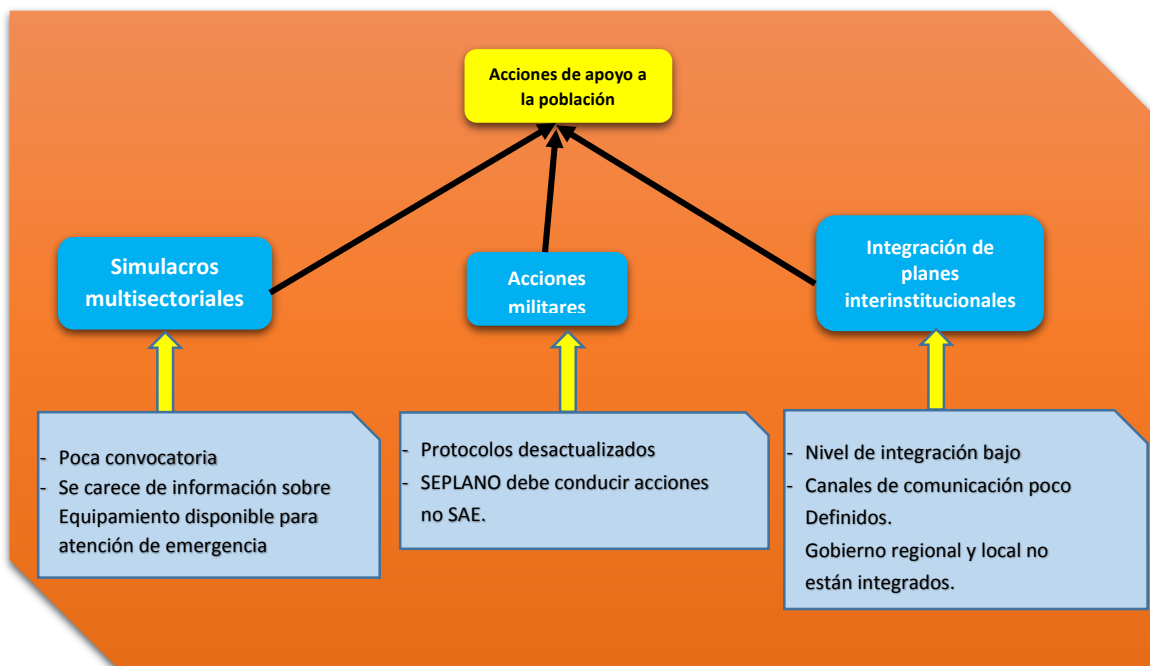 Acciones de apoyo a
la población
Simulacros
multisectoriales
Acciones
militares
Integración de
planes
interinstitucionales
- Poca convocatoria
- Se carece de información sobre
Equipamiento disponible para
atención de emergencia
- Protocolos desactualizados
- SEPLANO debe conducir acciones
no SAE.
- Nivel de integración bajo
- Canales de comunicación poco
Definidos.
Gobierno regional y local no
están integrados.